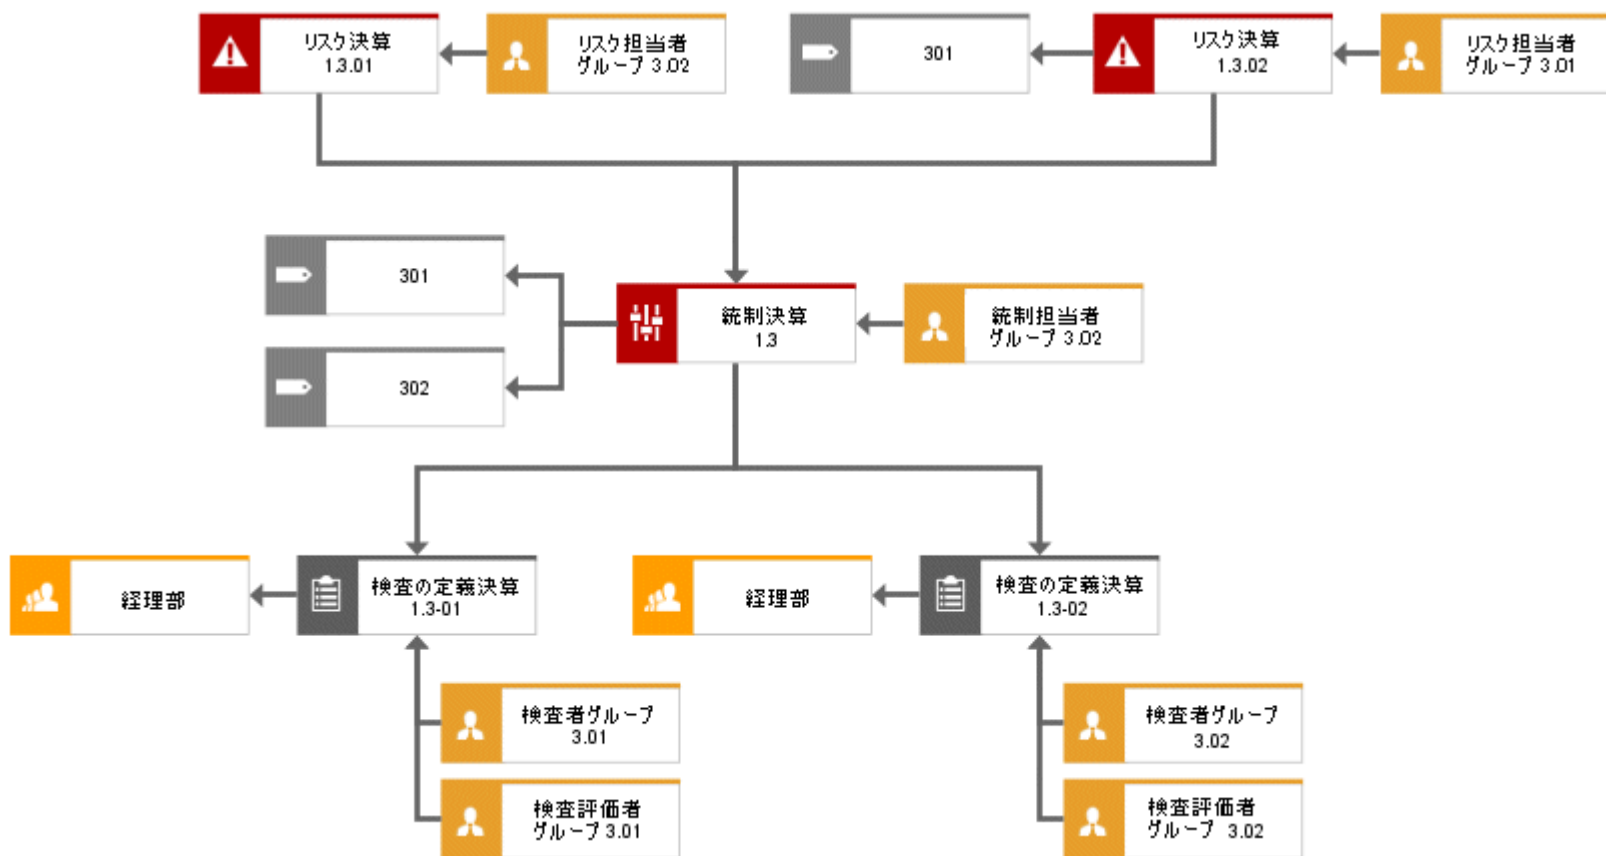 リスク決算
1.3.01
リスク担当者
グループ 3.02
301
リスク決算
1.3.02
リスク担当者
グループ 3.01
301
302
統制決算
1.3
統制担当者
グループ 3.02
経理部
検査の定義決算
1.3-01
経理部
検査の定義決算
1.3-02
検査者グループ
3.01
検査評価者
グループ 3.01
検査者グループ
3.02
検査評価者
グループ 3.02